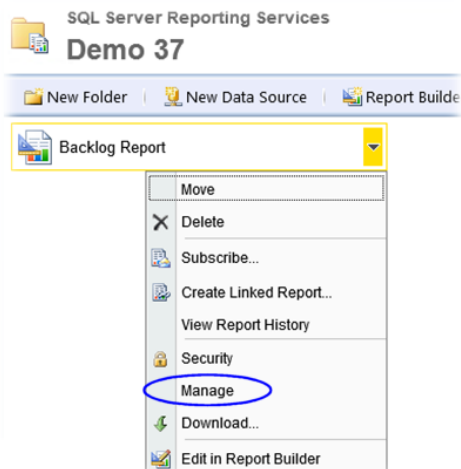 SQL Server Reporting Services
Demo 37
New Folder New Data Source Report Builde
Backlog Report
Move
Delete
Subscribe...
Create Linked Report...
View Report History
Security
Manage
Download...
Edit in Report Builder